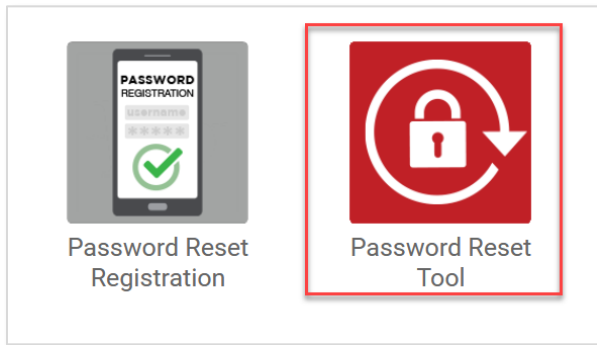 PASSWORD
REGISTRATION
username
*****
Password Reset
Registration
Password Reset
Tool